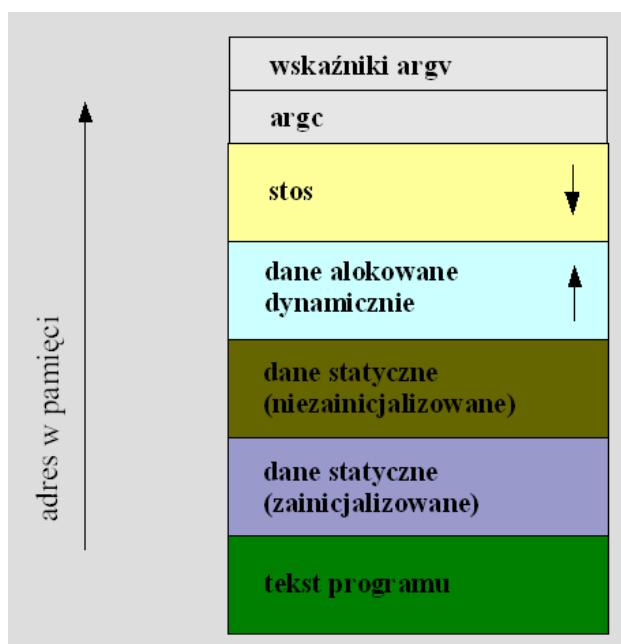 wskaźniki argv
argc
stos
dane alokowane
dynamicznie
dane statyczne
(niezainicjalizowane)
dane statyczne
(zainicjalizowane)
tekst programu
adres w pamięci